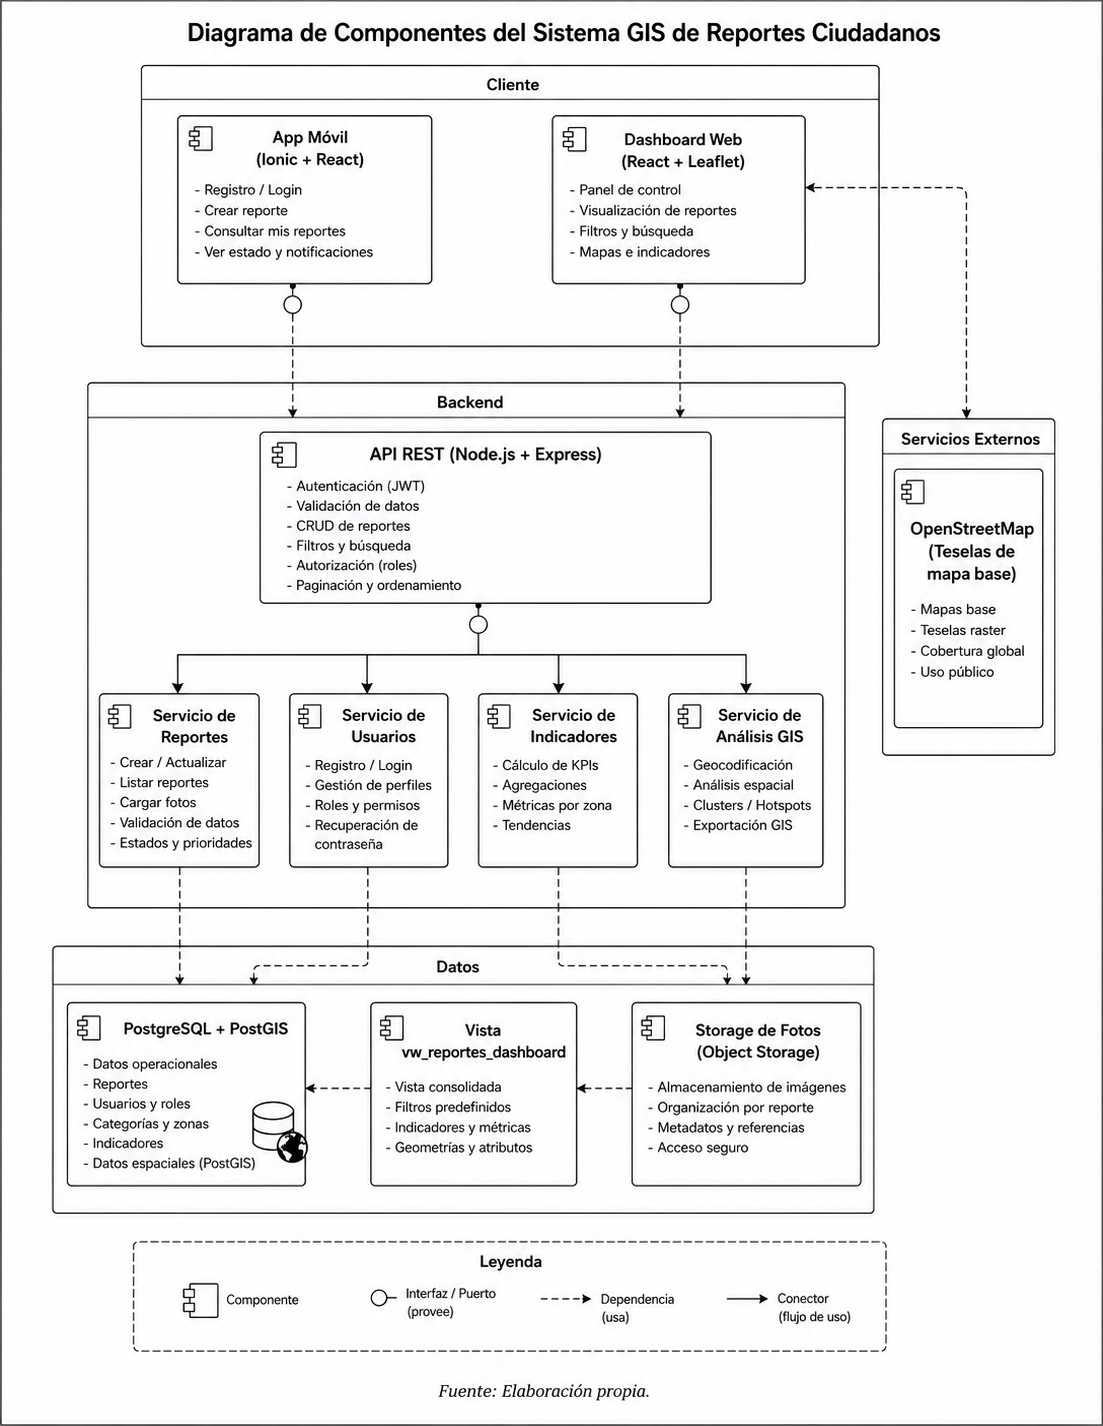 Diagrama de Componentes del Sistema GIS de Reportes Ciudadanos
Cliente
App Móvil
(Ionic + React)
- Registro / Login
- Crear reporte
- Consultar mis reportes
- Ver estado y notificaciones
Dashboard Web
(React + Leaflet)
- Panel de control
- Visualización de reportes
- Filtros y búsqueda
- Mapas e indicadores
Backend
API REST (Node.js + Express)
- Autenticación (JWT)
- Validación de datos
- CRUD de reportes
- Filtros y búsqueda
- Autorización (roles)
- Paginación y ordenamiento
Servicios Externos
OpenStreetMap
(Teselas de
mapa base)
- Mapas base
- Teselas raster
- Cobertura global
- Uso público
Servicio de
Reportes
- Crear / Actualizar
- Listar reportes
- Cargar fotos
- Validación de datos
- Estados y prioridades
Servicio de
Usuarios
- Registro / Login
- Gestión de perfiles
- Roles y permisos
- Recuperación de
contraseña
Servicio de
Indicadores
- Cálculo de KPIs
- Agregaciones
- Métricas por zona
- Tendencias
Servicio de
Análisis GIS
- Geocodificación
- Análisis espacial
- Clusters / Hotspots
- Exportación GIS
Datos
PostgreSQL + PostGIS
- Datos operacionales
- Reportes
- Usuarios y roles
- Categorías y zonas
- Indicadores
- Datos espaciales (PostGIS)
Vista
vw_reportes_dashboard
- Vista consolidada
- Filtros predefinidos
- Indicadores y métricas
- Geometrías y atributos
Storage de Fotos
(Object Storage)
- Almacenamiento de imágenes
- Organización por reporte
- Metadatos y referencias
- Acceso seguro
Leyenda
Componente
Interfaz / Puerto
(provee)
Dependencia
(usa)
Conector
(flujo de uso)
Fuente: Elaboración propia.